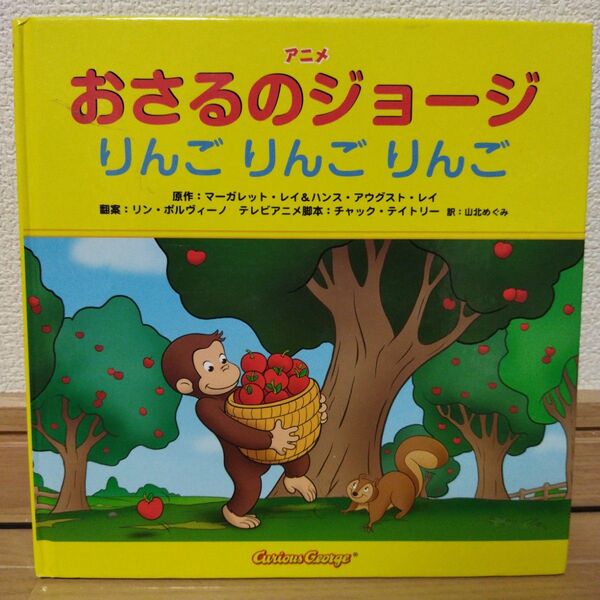 アニメ
おさるのジョージ
りんご りんご りんご
原作：マーガレット・レイ＆ハンス・アウグスト・レイ
翻案：リン・ポルヴィーノ テレビアニメ脚本：チャック・テイトリー 訳：山北めぐみ
Curious George®